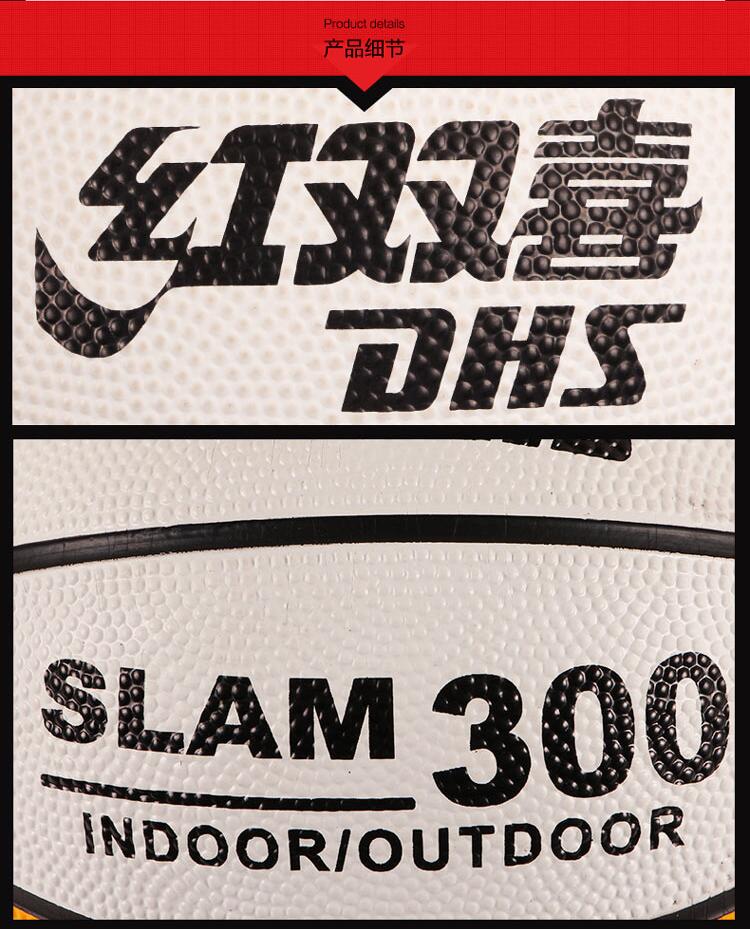 Product details
产品细节
红双喜
DHS
SLAM 300
INDOOR/OUTDOOR